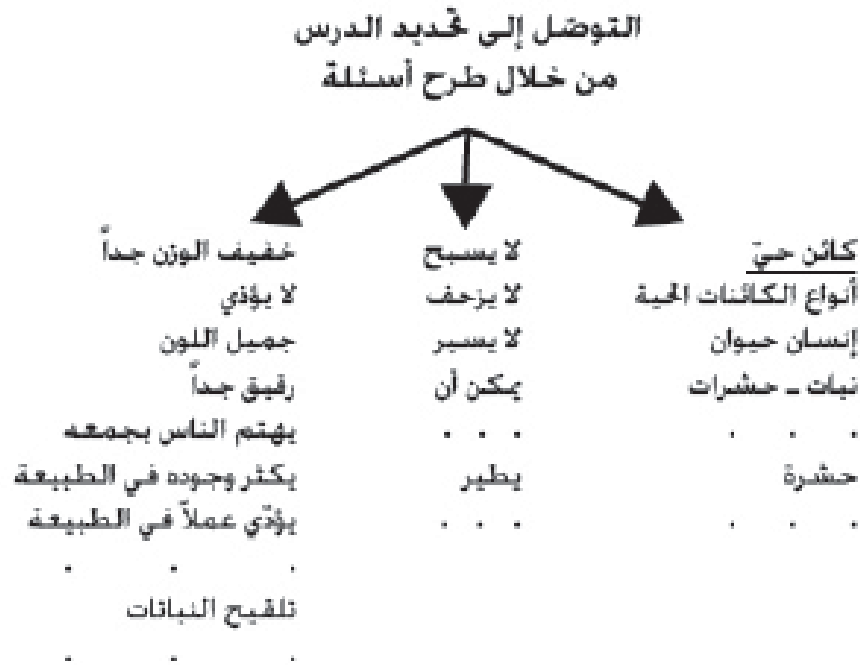 التوصّل إلى تحديد الدرس
من خلال طرح أسئلة
كائن حيّ
أنواع الكائنات الحية
إنسان حيوان
نبات ـ حشرات
. . .
حشرة
. . .
لا يسبح
لا يزحف
لا يسير
يمكن أن
. . .
يطير
. . .
خفيف الوزن جداً
لا يؤذي
جميل اللون
رقيق جداً
يهتم الناس بجمعه
يكثر وجوده في الطبيعة
يؤدّي عملاً في الطبيعة
. . .
تلقيح النباتات
. . .